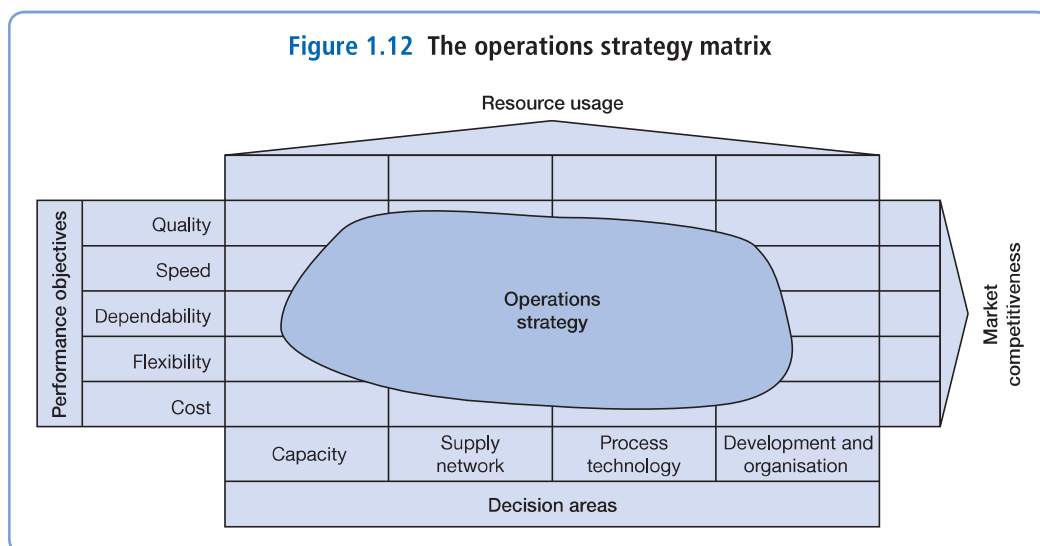 Figure 1.12 The operations strategy matrix
Resource usage
Performance objectives
Quality
Speed
Dependability
Flexibility
Cost
Operations
strategy
Market
competitiveness
Capacity
Supply
network
Process
technology
Development and
organisation
Decision areas